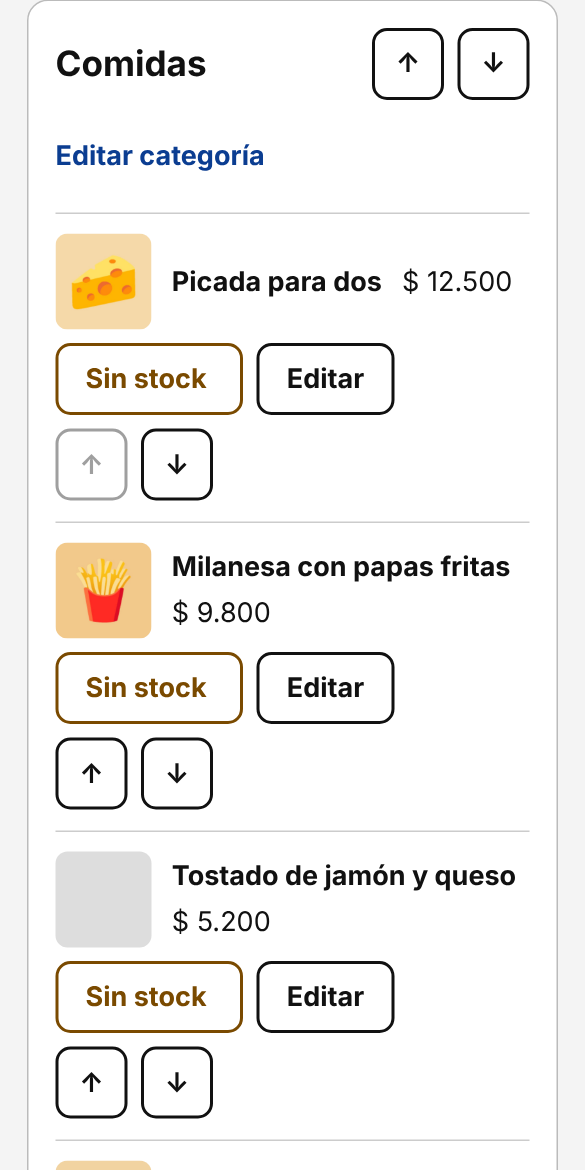 Comidas ↑ ↓
Editar categoría
Picada para dos $ 12.500
Sin stock Editar
↑ ↓
Milanesa con papas fritas
$ 9.800
Sin stock Editar
↑ ↓
Tostado de jamón y queso
$ 5.200
Sin stock Editar
↑ ↓